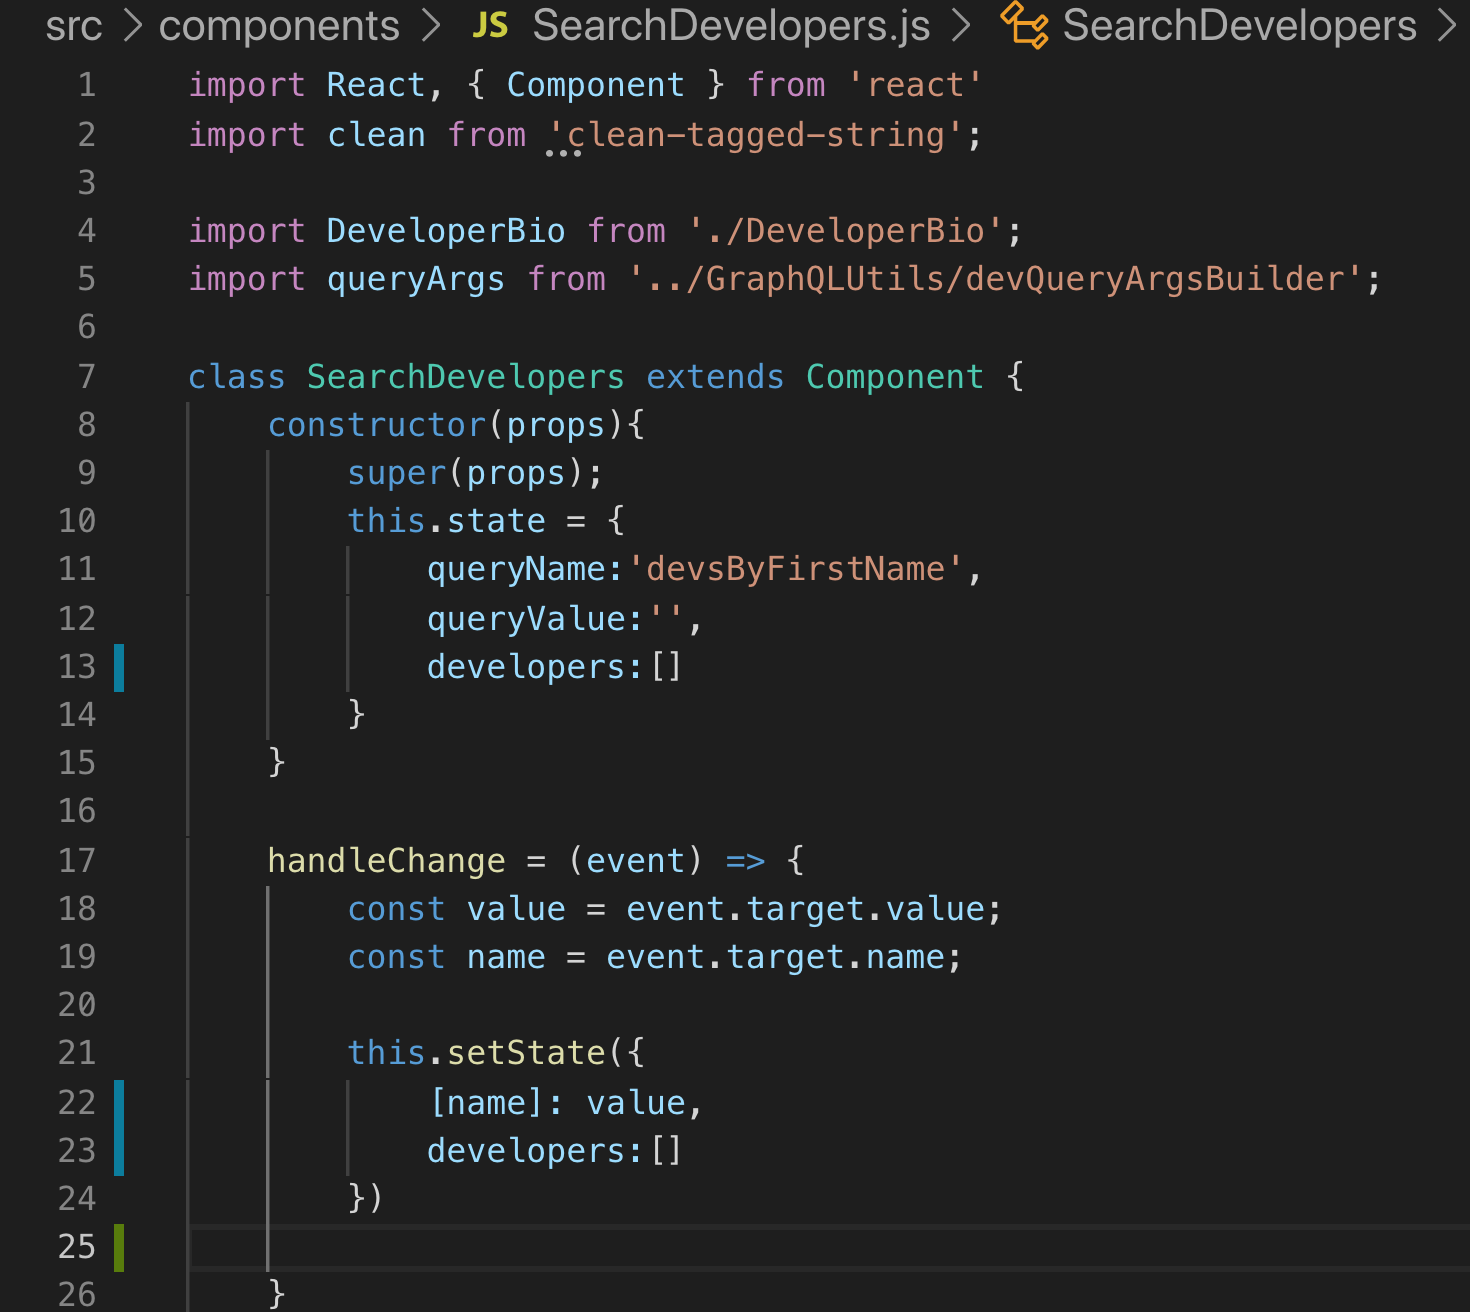 src > components > JS SearchDevelopers.js > SearchDevelopers >
1 import React, { Component } from 'react'
2 import clean from 'clean-tagged-string';
3
4 import DeveloperBio from './DeveloperBio';
5 import queryArgs from '../GraphQLUtils/devQueryArgsBuilder';
6
7 class SearchDevelopers extends Component {
8     constructor(props){
9         super(props);
10         this.state = {
11             queryName:'devsByFirstName',
12             queryValue:'',
13             developers:[]
14         }
15     }
16
17     handleChange = (event) => {
18         const value = event.target.value;
19         const name = event.target.name;
20
21         this.setState({
22             [name]: value,
23             developers:[]
24         })
25
26     }